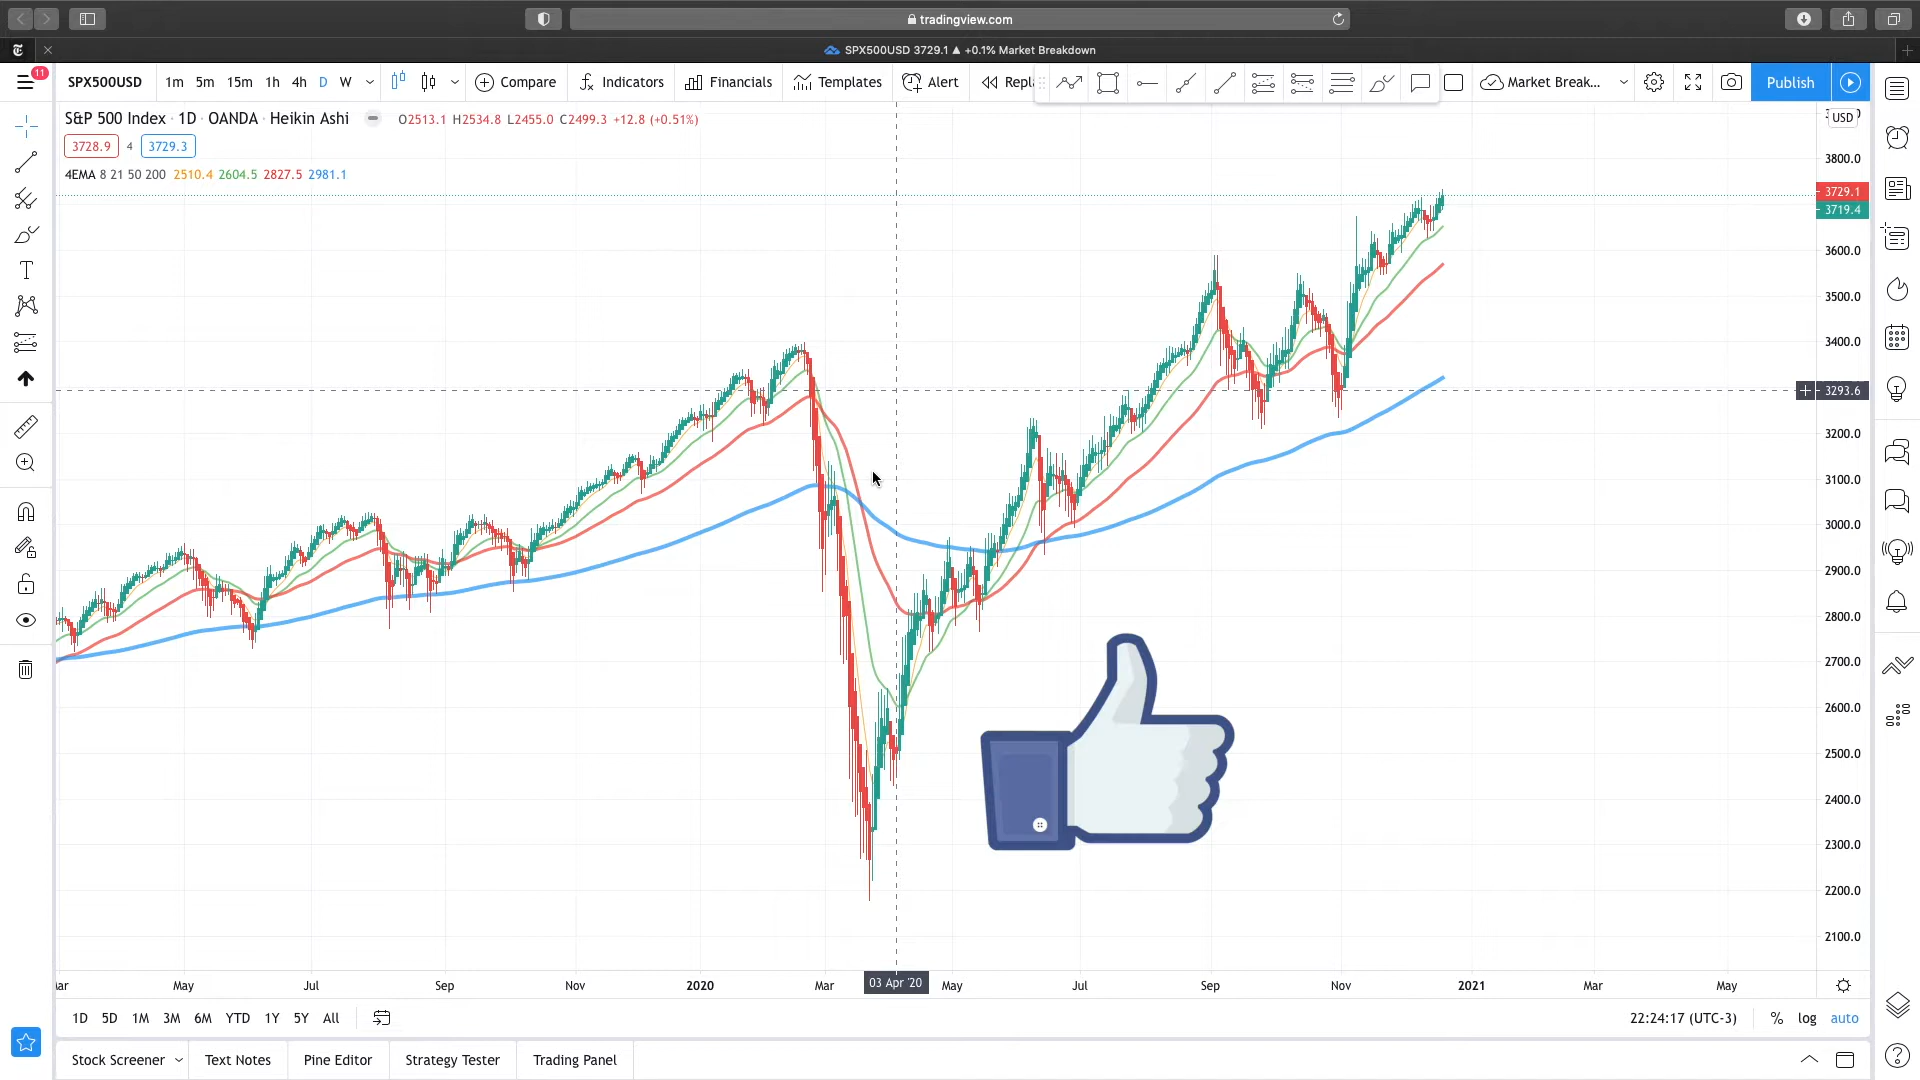 tradingview.com
SPX500USD 3729.1 ▲ +0.1% Market Breakdown
11
SPX500USD 1m 5m 15m 1h 4h D W Compare Indicators Financials Templates Alert Repla Market Break... Publish
S&P 500 Index · 1D · OANDA · Heikin Ashi O2513.1 H2534.8 L2455.0 C2499.3 +12.8 (+0.51%)
USD
3728.9 4 3729.3
4EMA 8 21 50 200 2510.4 2604.5 2827.5 2981.1
3800.0
3729.1
3719.4
3600.0
3500.0
3400.0
3293.6
3200.0
3100.0
3000.0
2900.0
2800.0
2700.0
2600.0
2500.0
2400.0
2300.0
2200.0
2100.0
May Jul Sep Nov 2020 Mar 03 Apr '20 May Jul Sep Nov 2021 Mar May
1D 5D 1M 3M 6M YTD 1Y 5Y All 22:24:17 (UTC-3) % log auto
Stock Screener Text Notes Pine Editor Strategy Tester Trading Panel